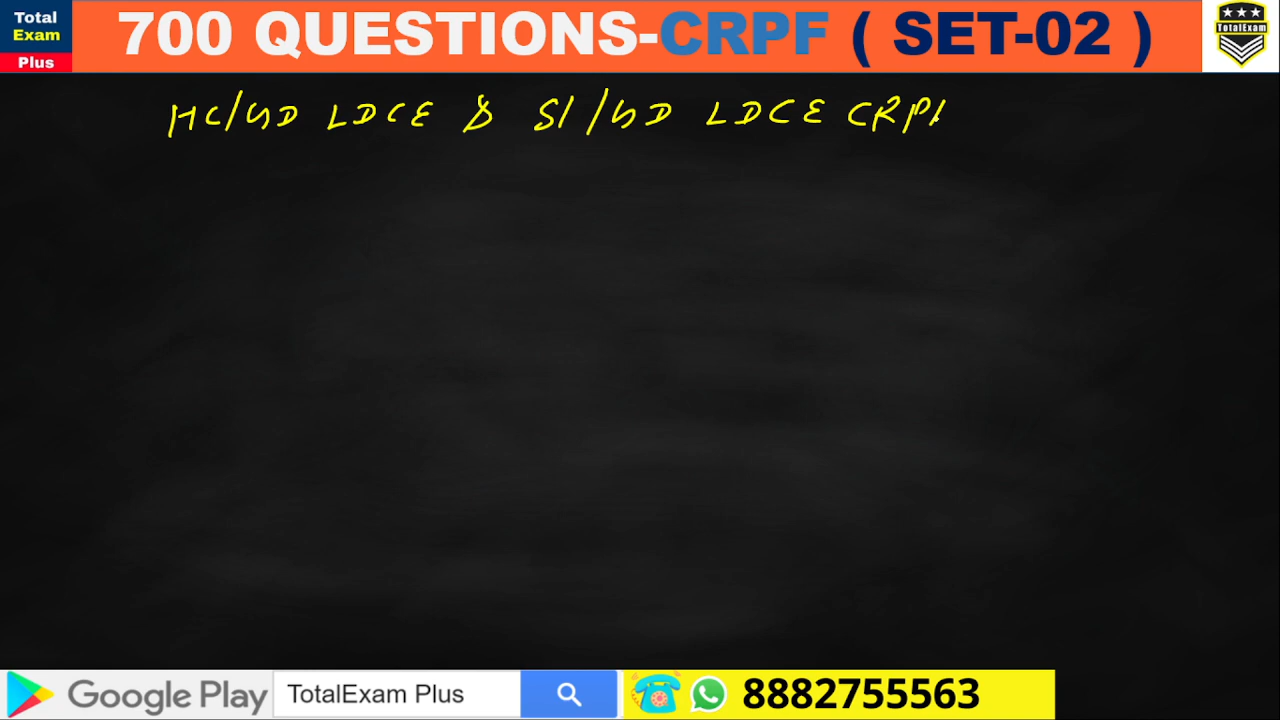 Total
Exam
Plus
700 QUESTIONS-CRPF ( SET-02 )
TotalExam
HC/GD LDCE & SI/GD LDCE CRPF
Google Play
TotalExam Plus
8882755563